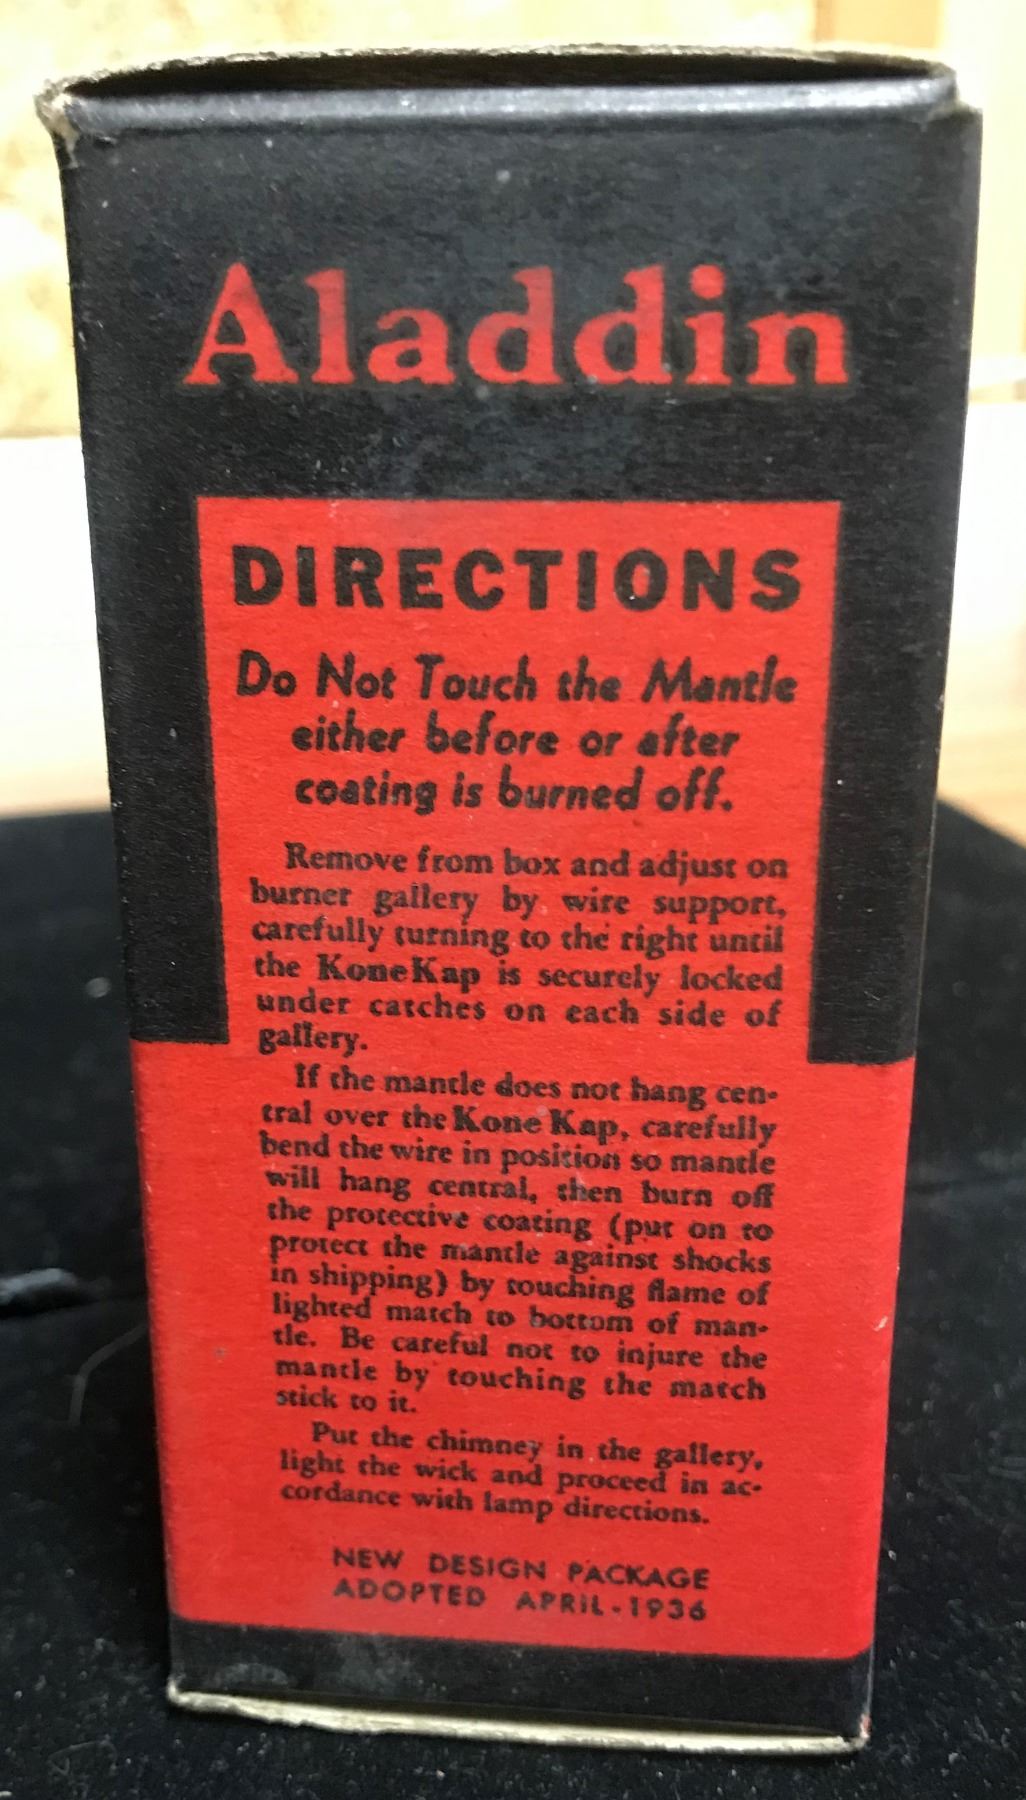 Aladdin
DIRECTIONS
Do Not Touch the Mantle
either before or after
coating is burned off.
Remove from box and adjust on
burner gallery by wire support,
carefully turning to the right until
the KoneKap is securely locked
under catches on each side of
gallery.
If the mantle does not hang cen-
tral over the Kone Kap, carefully
bend the wire in position so mantle
will hang central, then burn off
the protective coating (put on to
protect the mantle against shocks
in shipping) by touching flame of
lighted match to bottom of man-
tle. Be careful not to injure the
mantle by touching the match
stick to it.
Put the chimney in the gallery,
light the wick and proceed in ac-
cordance with lamp directions.
NEW DESIGN PACKAGE
ADOPTED APRIL-1936